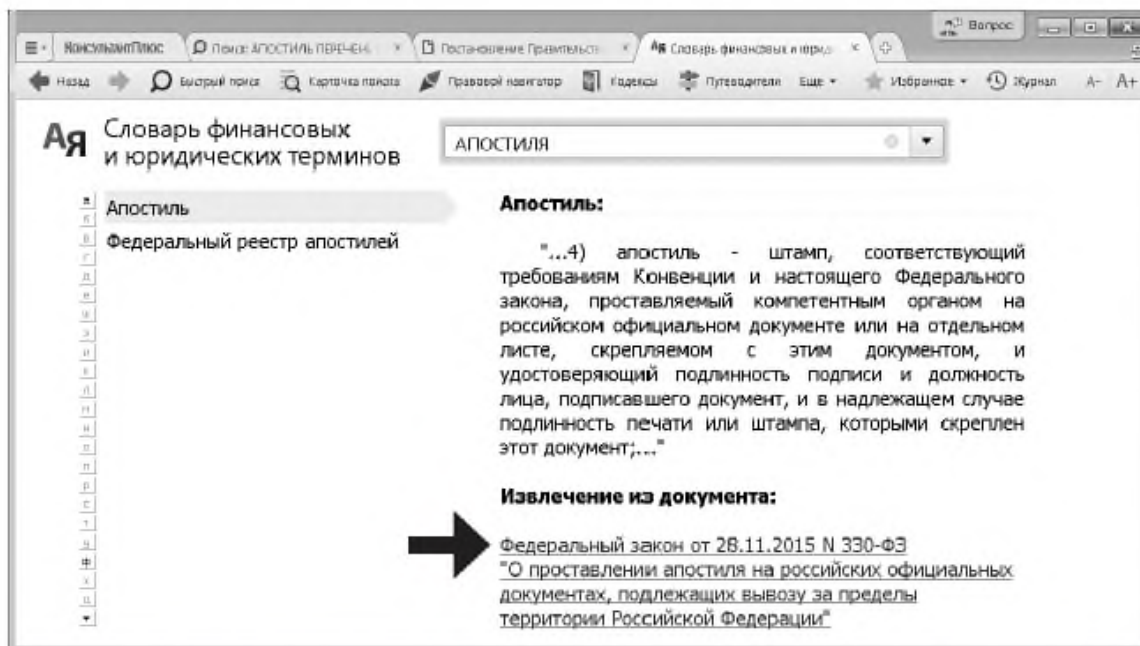 Вопрос
КонсультантПлюс Поиск: АПОСТИЛЬ ПЕРЕЧЕН Постановление Правительст Словарь финансовых и юрид
Назад Быстрый поиск Карточка поиска Правовой навигатор Кодексы Путеводители Еще Избранное Журнал А- А+
Ая Словарь финансовых
и юридических терминов
АПОСТИЛЯ
Апостиль
Федеральный реестр апостилей
Апостиль:
"...4) апостиль - штамп, соответствующий
требованиям Конвенции и настоящего Федерального
закона, проставляемый компетентным органом на
российском официальном документе или на отдельном
листе, скрепляемом с этим документом, и
удостоверяющий подлинность подписи и должность
лица, подписавшего документ, и в надлежащем случае
подлинность печати или штампа, которыми скреплен
этот документ;..."
Извлечение из документа:
Федеральный закон от 28.11.2015 N 330-ФЗ
"О проставлении апостиля на российских официальных
документах, подлежащих вывозу за пределы
территории Российской Федерации"